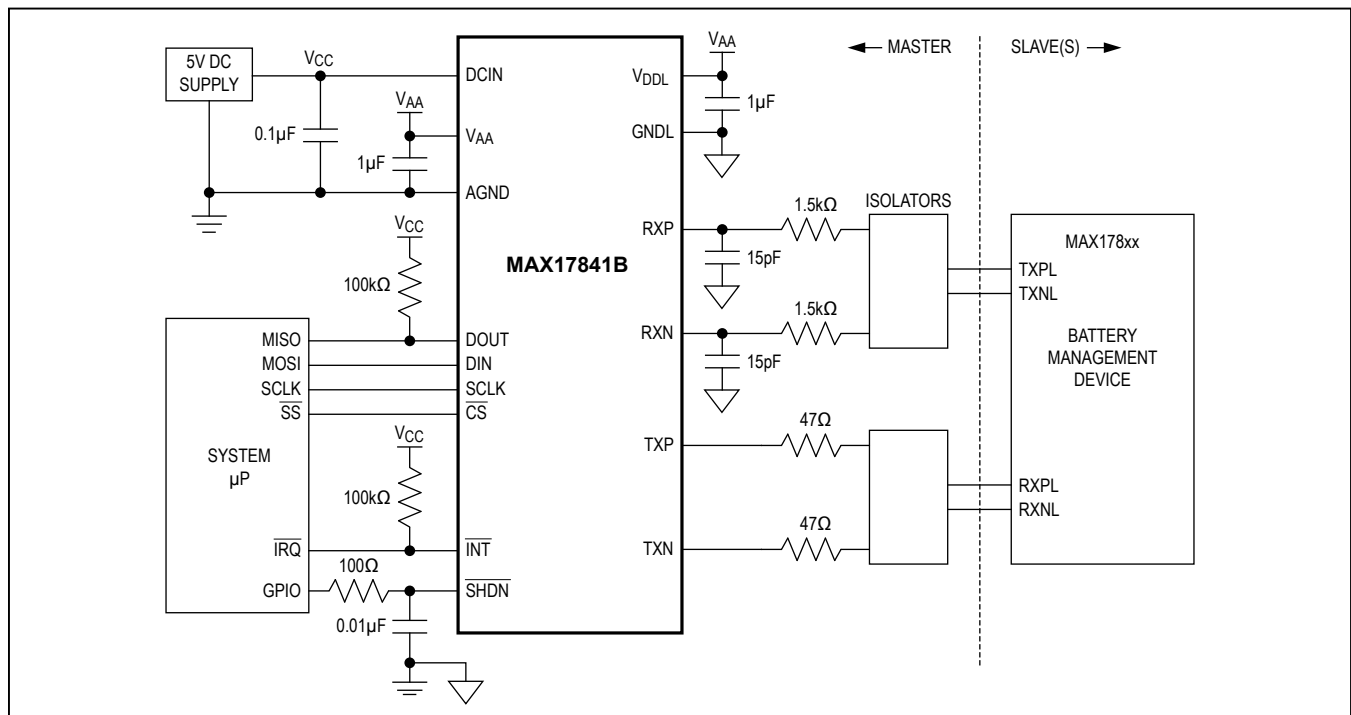 5V DC
SUPPLY
VCC
0.1µF
VAA
1µF
DCIN
VAA
AGND
VCC
100kΩ
SYSTEM
µP
MISO
MOSI
SCLK
SS
IRQ
GPIO
DOUT
DIN
SCLK
CS
VCC
100kΩ
INT
100Ω
SHDN
0.01µF
MAX17841B
VDDL
GNDL
RXP
RXN
TXP
TXN
VAA
1µF
1.5kΩ
15pF
1.5kΩ
15pF
47Ω
47Ω
ISOLATORS
MASTER
SLAVE(S)
MAX178xx
TXPL
TXNL
BATTERY
MANAGEMENT
DEVICE
RXPL
RXNL